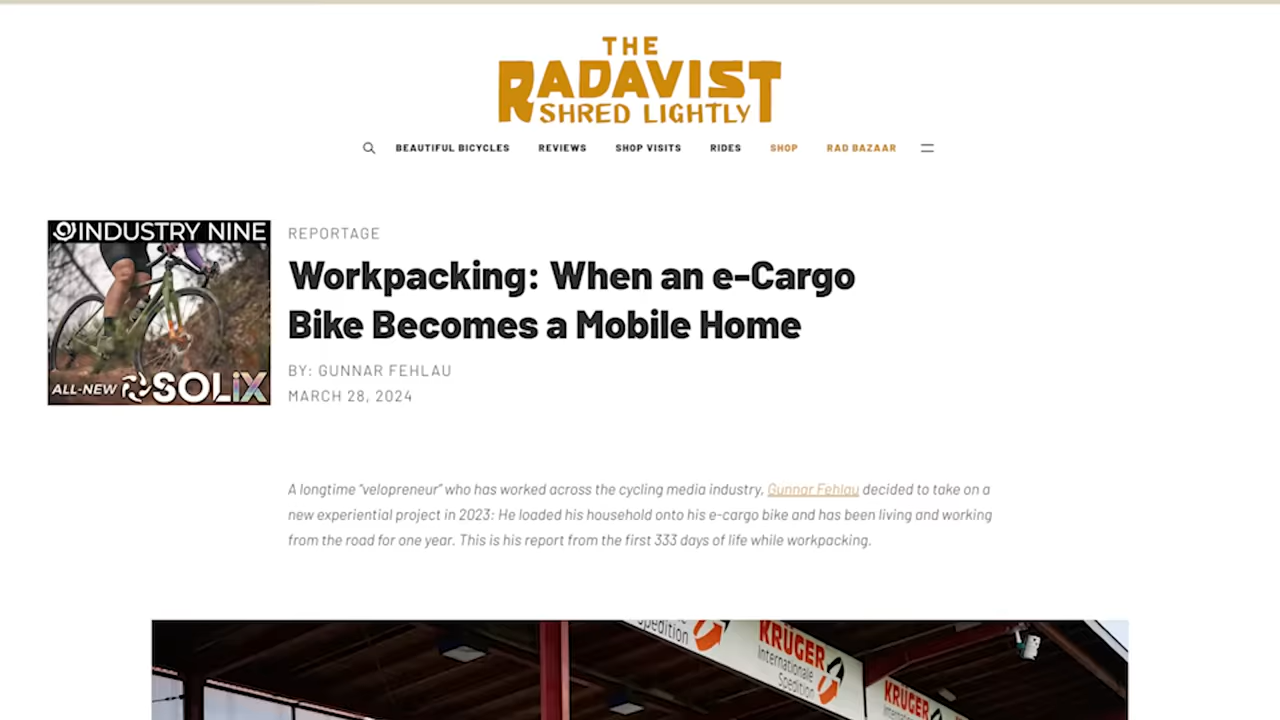 THE
RADAVIST
SHRED LIGHTLY
BEAUTIFUL BICYCLES REVIEWS SHOP VISITS RIDES SHOP RAD BAZAAR
INDUSTRY NINE
ALL-NEW SOLiX
REPORTAGE
Workpacking: When an e-Cargo
Bike Becomes a Mobile Home
BY: GUNNAR FEHLAU
MARCH 28, 2024
A longtime “velopreneur” who has worked across the cycling media industry, Gunnar Fehlau decided to take on a
new experiential project in 2023: He loaded his household onto his e-cargo bike and has been living and working
from the road for one year. This is his report from the first 333 days of life while workpacking.
Spedition
KRÜGER
Internationale
Spedition
KRÜGER